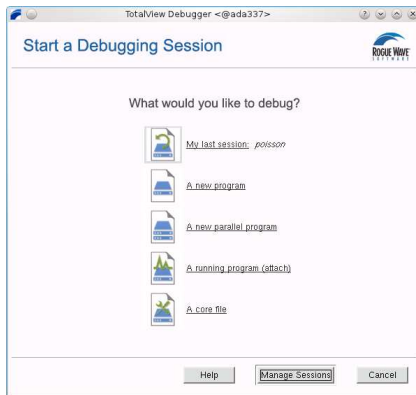 TotalView Debugger <@ada337>
Start a Debugging Session
ROGUE WAVE
SOFTWARE
What would you like to debug?
My last session: poisson
A new program
A new parallel program
A running program (attach)
A core file
Help
Manage Sessions
Cancel